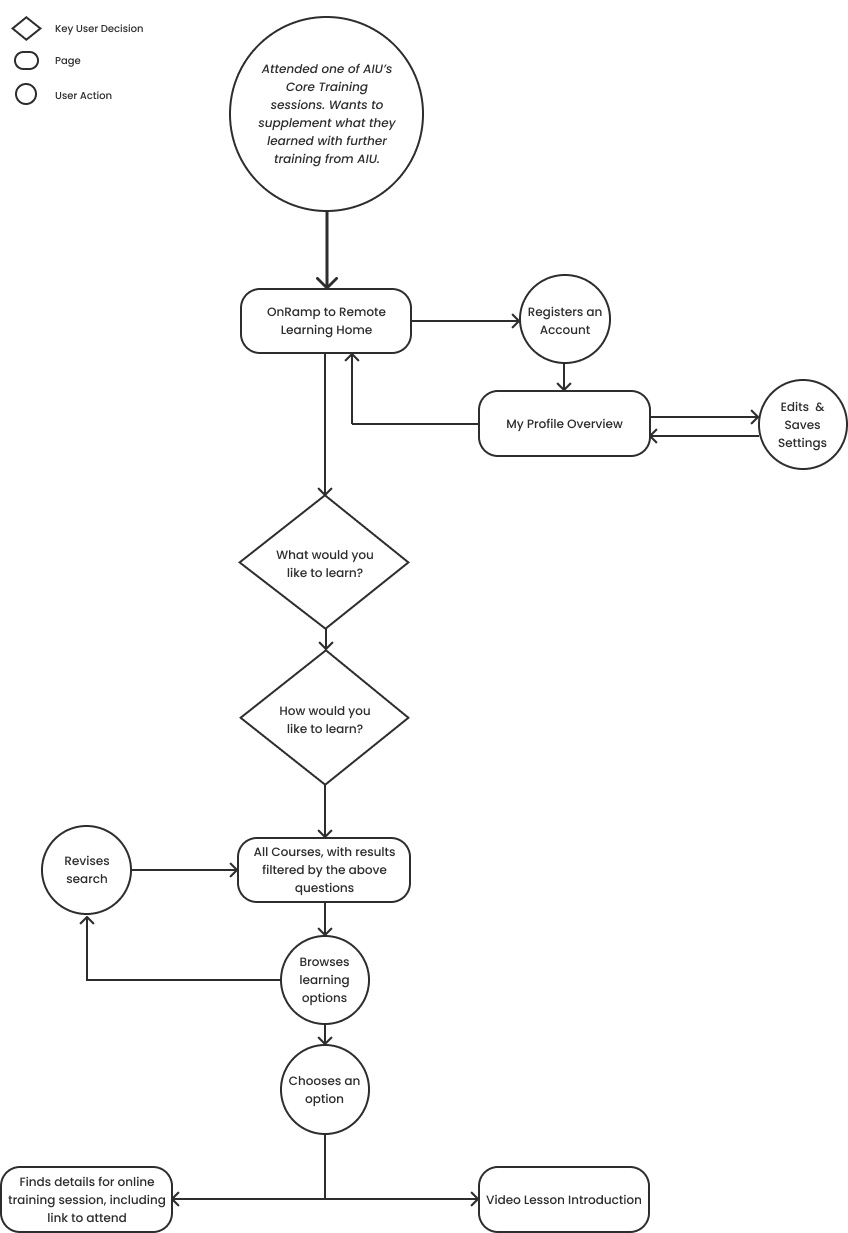 Key User Decision
Page
User Action
Attended one of AIU's
Core Training
sessions. Wants to
supplement what they
learned with further
training from AIU.
OnRamp to Remote
Learning Home
Registers an
Account
My Profile Overview
Edits &
Saves
Settings
What would you
like to learn?
How would you
like to learn?
All Courses, with results
filtered by the above
questions
Revises
search
Browses
learning
options
Chooses an
option
Finds details for online
training session, including
link to attend
Video Lesson Introduction